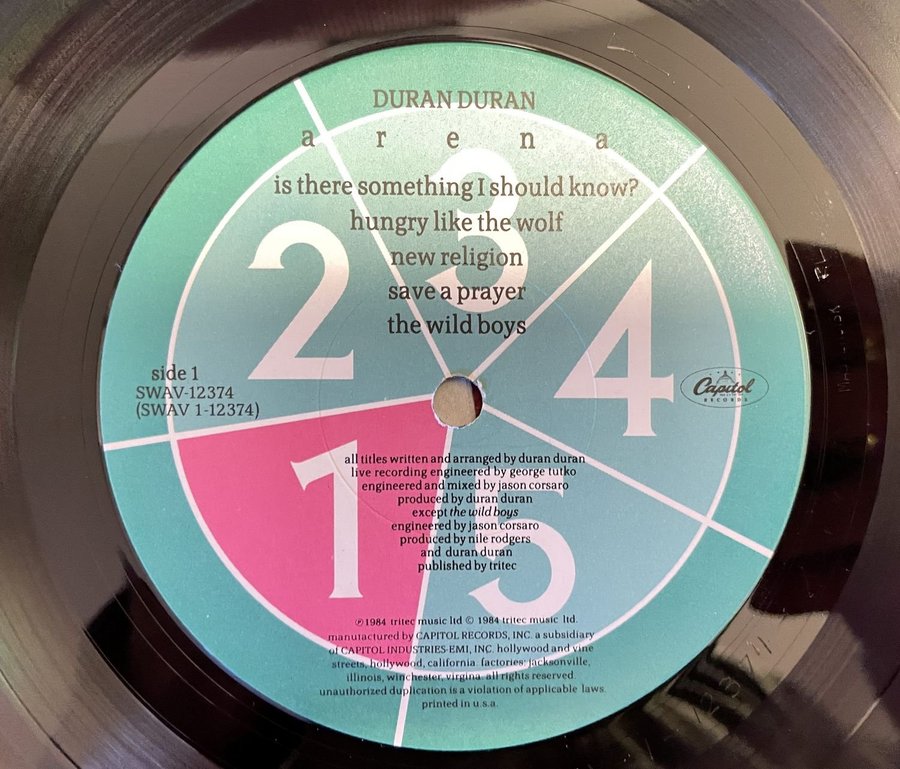 DURAN DURAN
arena
is there something I should know?
hungry like the wolf
new religion
save a prayer
the wild boys
2
3
4
1
5
side 1
SWAV-12374
(SWAV 1-12374)
Capitol
RECORDS
all titles written and arranged by duran duran
live recording engineered by george tutko
engineered and mixed by jason corsaro
produced by duran duran
except the wild boys
engineered by jason corsaro
produced by nile rodgers
and duran duran
published by tritec
℗1984 tritec music ltd © 1984 tritec music ltd.
manufactured by CAPITOL RECORDS, INC. a subsidiary
of CAPITOL INDUSTRIES-EMI, INC. hollywood and vine
streets, hollywood, california. factories: jacksonville,
illinois, winchester, virgina. all rights reserved.
unauthorized duplication is a violation of applicable laws.
printed in u.s.a.
12374